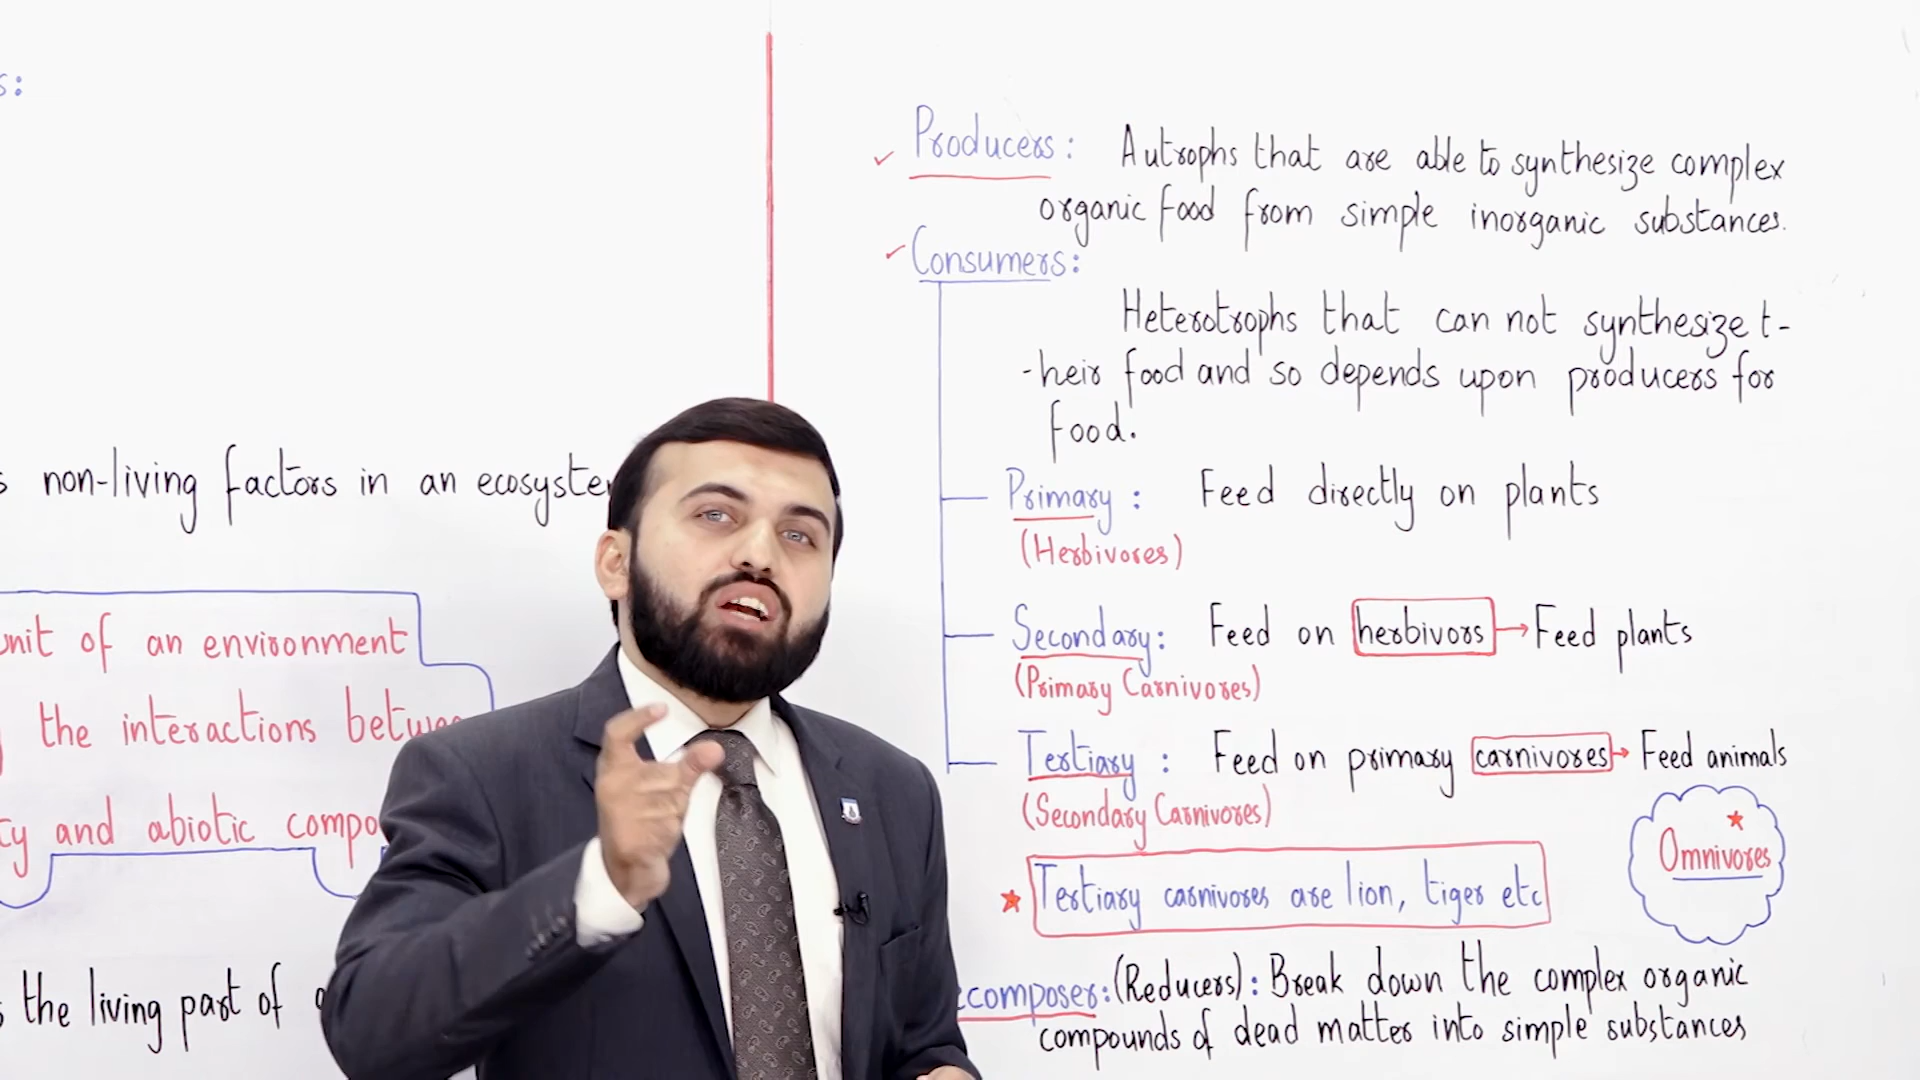 s:
s non-living factors in an ecosyste
unit of an environment
the interactions betwee
ty and abiotic compo
s the living part of
Producers: Autrophs that are able to synthesize complex
organic food from simple inorganic substances.
Consumers:
Heterotrophs that can not synthesize t-
-heir food and so depends upon producers for
food.
Primary : Feed directly on plants
(Herbivores)
Secondary: Feed on herbivors → Feed plants
(Primary Carnivores)
Tertiary : Feed on primary carnivores → Feed animals
(Secondary Carnivores)
Omnivores
Tertiary carnivores are lion, tiger etc
ecomposer: (Reducers): Break down the complex organic
compounds of dead matter into simple substances